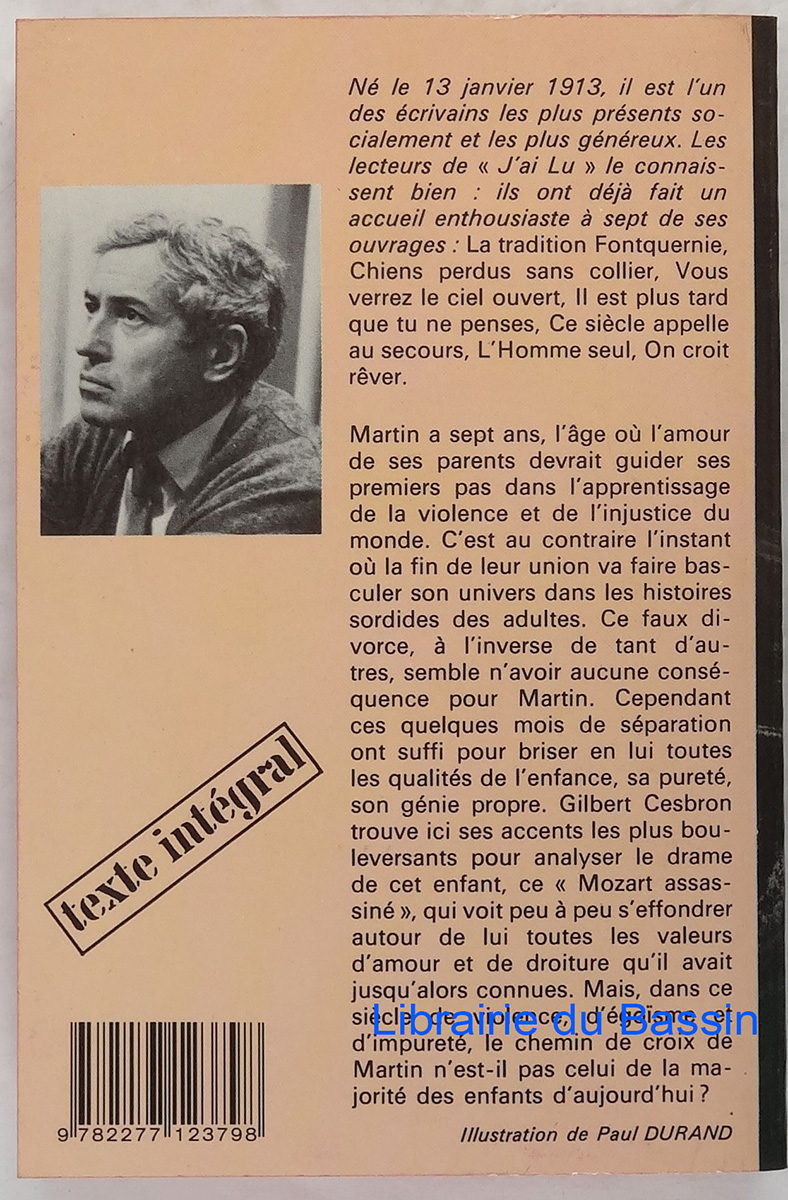 Né le 13 janvier 1913, il est l'un
des écrivains les plus présents so-
cialement et les plus généreux. Les
lecteurs de « J'ai Lu » le connais-
sent bien : ils ont déjà fait un
accueil enthousiaste à sept de ses
ouvrages : La tradition Fontquernie,
Chiens perdus sans collier, Vous
verrez le ciel ouvert, Il est plus tard
que tu ne penses, Ce siècle appelle
au secours, L'Homme seul, On croit
rêver.
Martin a sept ans, l'âge où l'amour
de ses parents devrait guider ses
premiers pas dans l'apprentissage
de la violence et de l'injustice du
monde. C'est au contraire l'instant
où la fin de leur union va faire bas-
culer son univers dans les histoires
sordides des adultes. Ce faux di-
vorce, à l'inverse de tant d'au-
tres, semble n'avoir aucune consé-
quence pour Martin. Cependant
ces quelques mois de séparation
ont suffi pour briser en lui toutes
les qualités de l'enfance, sa pureté,
son génie propre. Gilbert Cesbron
trouve ici ses accents les plus bou-
leversants pour analyser le drame
de cet enfant, ce « Mozart assas-
siné », qui voit peu à peu s'effondrer
autour de lui toutes les valeurs
d'amour et de droiture qu'il avait
jusqu'alors connues. Mais, dans ce
siècle de violence, d'égoïsme et
d'impureté, le chemin de croix de
Martin n'est-il pas celui de la ma-
jorité des enfants d'aujourd'hui ?
Illustration de Paul DURAND
texte intégral
9 782277 123798
Librairie du Bassin